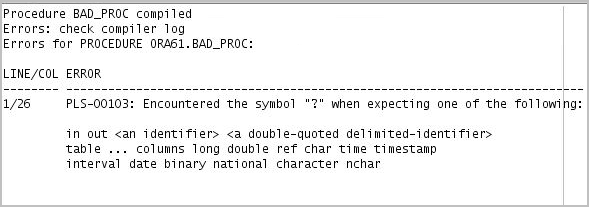 Procedure BAD_PROC compiled
Errors: check compiler log
Errors for PROCEDURE ORA61.BAD_PROC:
LINE/COL ERROR
-------- -----------------------------------------------------------------
1/26 PLS-00103: Encountered the symbol "?" when expecting one of the following:
in out <an identifier> <a double-quoted delimited-identifier>
table ... columns long double ref char time timestamp
interval date binary national character nchar